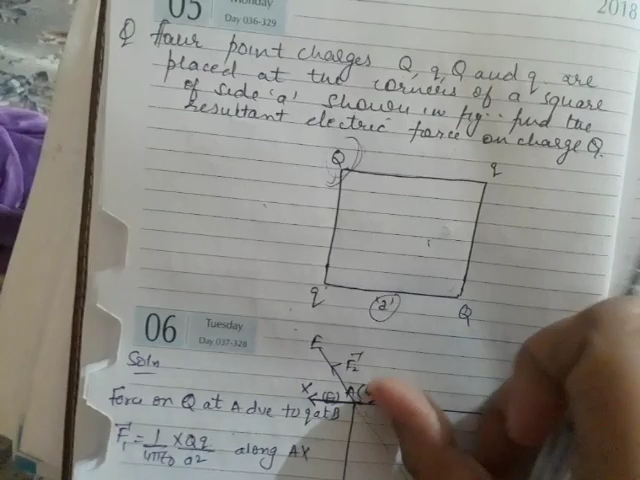 05 Monday
Day 036-329
2018
Q Four point charges Q, q, Q and q are
placed at the corners of a square
of side 'a' shown in fig. find the
resultant electric force on charge Q.
Q q
q 'a' Q
06 Tuesday
Day 037-328
Soln
E
F₂
X A
Force on Q at A due to q at B
F₁ = 1/4πε₀ × Qq/a² along AX